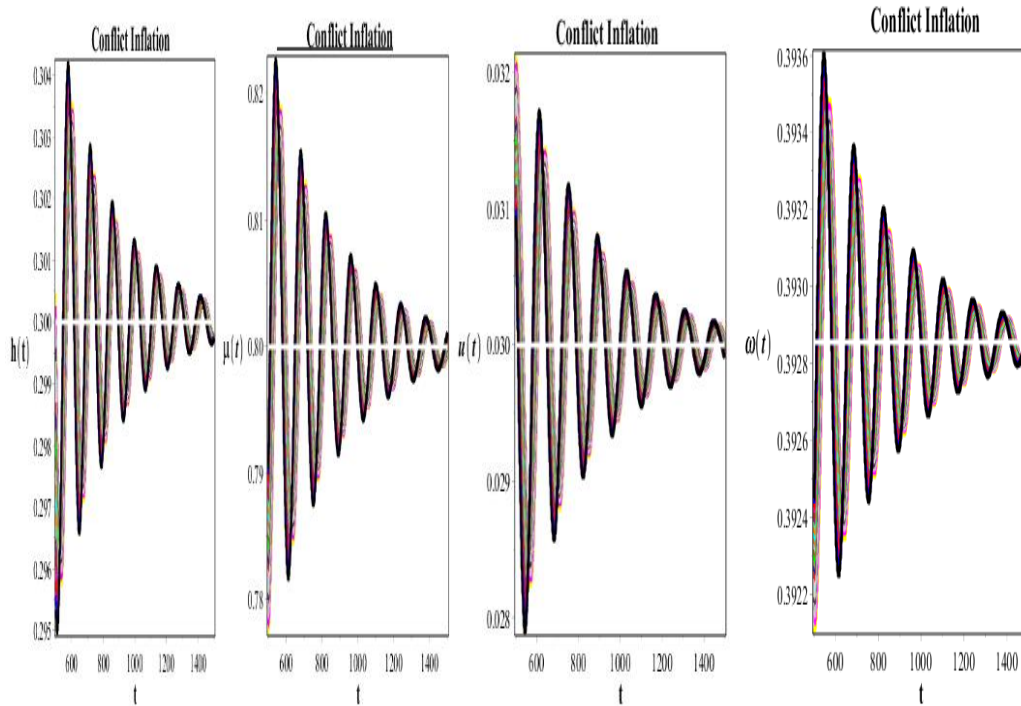 Conflict Inflation
0.304
0.303
0.302
0.301
0.300
h(t)
0.299
0.298
0.297
0.296
0.295
600 800 1000 1200 1400
t
Conflict Inflation
0.82
0.81
μ(t) 0.80
0.79
0.78
600 800 1000 1200 1400
t
Conflict Inflation
0.032
0.031
u(t) 0.030
0.029
0.028
600 800 1000 1200 1400
t
Conflict Inflation
0.3936
0.3934
0.3932
0.3930
ω(t) 0.3928
0.3926
0.3924
0.3922
600 800 1000 1200 1400
t